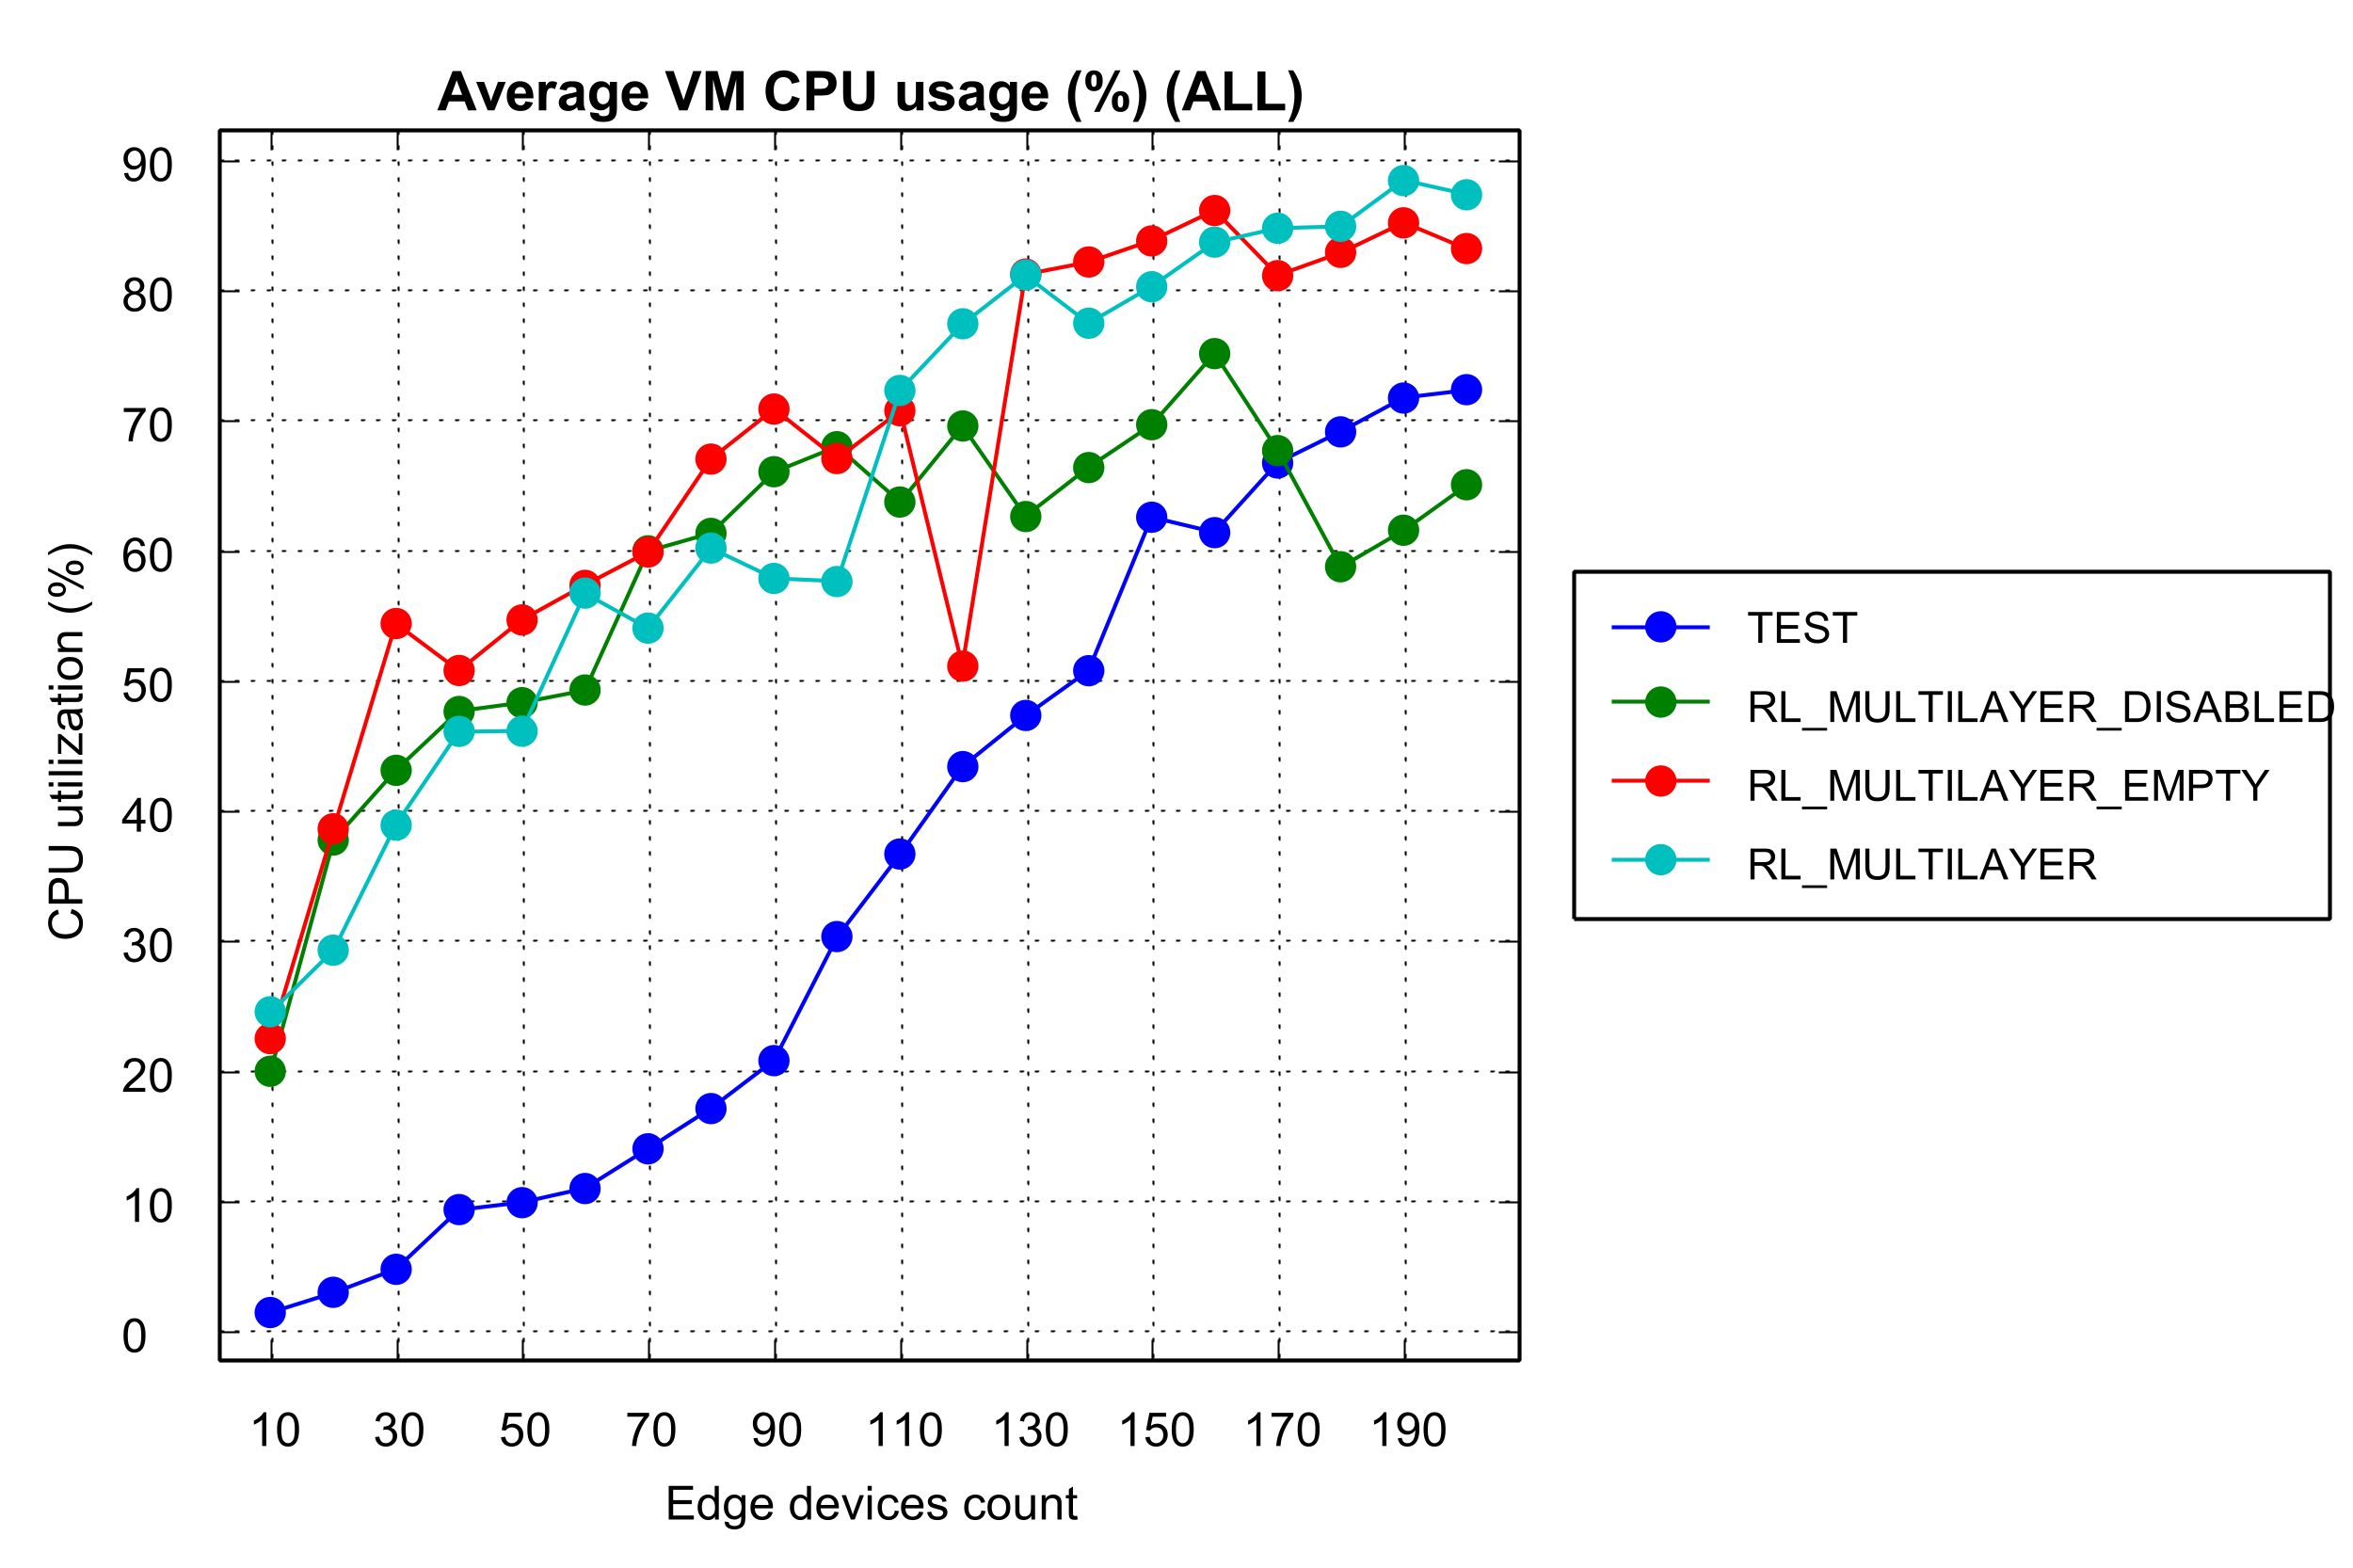 Average VM CPU usage (%) (ALL)
90
80
70
60
50
40
30
20
10
0
CPU utilization (%)
10 30 50 70 90 110 130 150 170 190
Edge devices count
TEST
RL_MULTILAYER_DISABLED
RL_MULTILAYER_EMPTY
RL_MULTILAYER